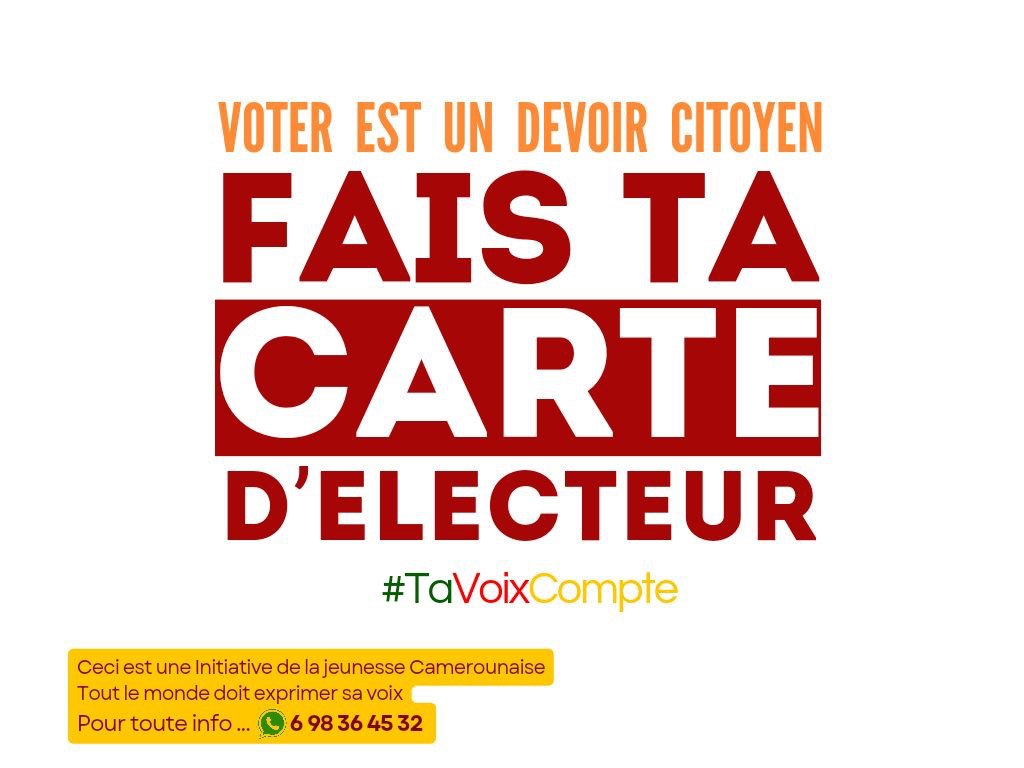 VOTER EST UN DEVOIR CITOYEN
FAIS TA
CARTE
D'ELECTEUR
#TaVoixCompte
Ceci est une Initiative de la jeunesse Camerounaise
Tout le monde doit exprimer sa voix
Pour toute info ... 6 98 36 45 32